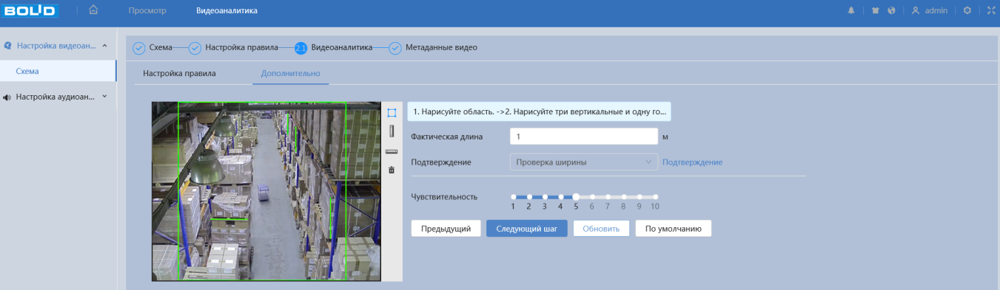 BOLID Просмотр Видеоаналитика admin
Настройка видеоан...
Схема
Настройка аудиоан...
Схема Настройка правила 2.1 Видеоаналитика Метаданные видео
Настройка правила Дополнительно
1. Нарисуйте область. ->2. Нарисуйте три вертикальные и одну го...
Фактическая длина 1 м
Подтверждение Проверка ширины Подтверждение
Чувствительность
1 2 3 4 5 6 7 8 9 10
Предыдущий Следующий шаг Обновить По умолчанию